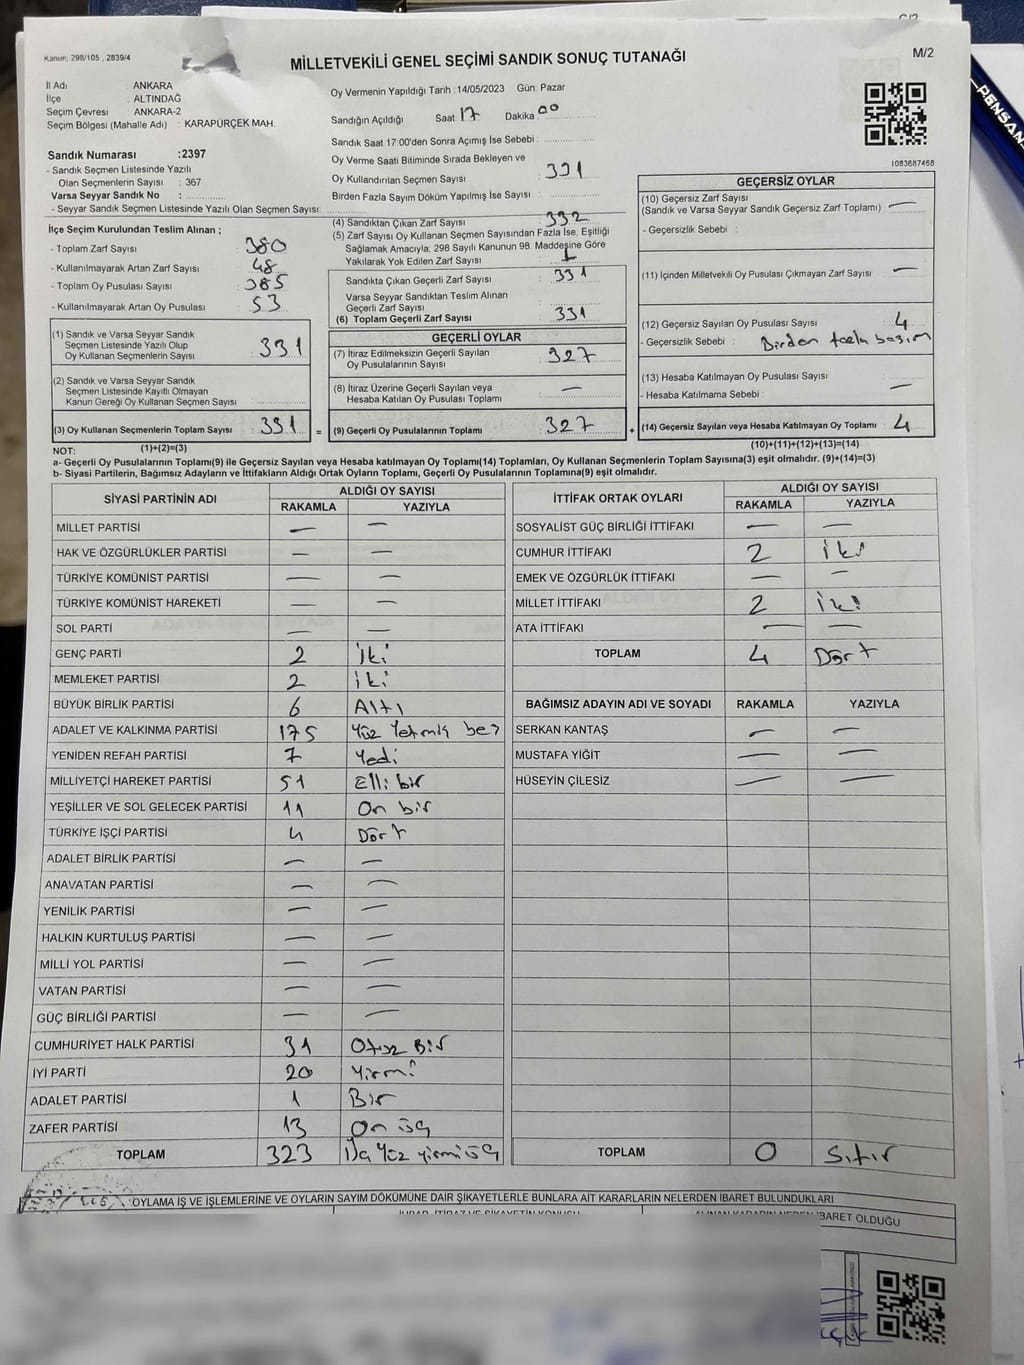 C/2
Kanun: 298/105 , 2839/4
MİLLETVEKİLİ GENEL SEÇİMİ SANDIK SONUÇ TUTANAĞI
M/2
İl Adı ANKARA
İlçe ALTINDAĞ
Seçim Çevresi ANKARA-2
Seçim Bölgesi (Mahalle Adı) : KARAPÜRÇEK MAH.
Oy Vermenin Yapıldığı Tarih : 14/05/2023 Gün: Pazar
Sandığın Açıldığı Saat 17 Dakika 00
Sandık Saat 17:00'den Sonra Açılmış İse Sebebi :
Oy Verme Saati Bitiminde Sırada Bekleyen ve
Oy Kullandırılan Seçmen Sayısı : 331
Birden Fazla Sayım Döküm Yapılmış İse Sayısı :
1083687458
Sandık Numarası :2397
- Sandık Seçmen Listesinde Yazılı
Olan Seçmenlerin Sayısı : 367
Varsa Seyyar Sandık No :
- Seyyar Sandık Seçmen Listesinde Yazılı Olan Seçmen Sayısı:
İlçe Seçim Kurulundan Teslim Alınan ;
- Toplam Zarf Sayısı : 380
- Kullanılmayarak Artan Zarf Sayısı : 48
- Toplam Oy Pusulası Sayısı : 385
- Kullanılmayarak Artan Oy Pusulası : 53
(1) Sandık ve Varsa Seyyar Sandık
Seçmen Listesinde Yazılı Olup
Oy Kullanan Seçmenlerin Sayısı : 331
(2) Sandık ve Varsa Seyyar Sandık
Seçmen Listesinde Kayıtlı Olmayan
Kanun Gereği Oy Kullanan Seçmen Sayısı :
(3) Oy Kullanan Seçmenlerin Toplam Sayısı : 331 =
(1)+(2)=(3)
(4) Sandıktan Çıkan Zarf Sayısı : 332
(5) Zarf Sayısı Oy Kullanan Seçmen Sayısından Fazla İse, Eşitliği
Sağlamak Amacıyla; 298 Sayılı Kanunun 98. Maddesine Göre
Yakılarak Yok Edilen Zarf Sayısı : 1
Sandıkta Çıkan Geçerli Zarf Sayısı : 331
Varsa Seyyar Sandıktan Teslim Alınan
Geçerli Zarf Sayısı
(6) Toplam Geçerli Zarf Sayısı : 331
GEÇERLİ OYLAR
(7) İtiraz Edilmeksizin Geçerli Sayılan
Oy Pusulalarının Sayısı : 327
(8) İtiraz Üzerine Geçerli Sayılan veya
Hesaba Katılan Oy Pusulası Toplamı : —
(9) Geçerli Oy Pusulalarının Toplamı : 327 +
GEÇERSİZ OYLAR
(10) Geçersiz Zarf Sayısı
(Sandık ve Varsa Seyyar Sandık Geçersiz Zarf Toplamı) : —
- Geçersizlik Sebebi :
(11) İçinden Milletvekili Oy Pusulası Çıkmayan Zarf Sayısı : —
(12) Geçersiz Sayılan Oy Pusulası Sayısı : 4
- Geçersizlik Sebebi : Birden fazla basım
(13) Hesaba Katılmayan Oy Pusulası Sayısı : —
- Hesaba Katılmama Sebebi :
(14) Geçersiz Sayılan veya Hesaba Katılmayan Oy Toplamı : 4
(10)+(11)+(12)+(13)=(14)
NOT:
a- Geçerli Oy Pusulalarının Toplamı(9) ile Geçersiz Sayılan veya Hesaba katılmayan Oy Toplamı(14) Toplamları, Oy Kullanan Seçmenlerin Toplam Sayısına(3) eşit olmalıdır. (9)+(14)=(3)
b- Siyasi Partilerin, Bağımsız Adayların ve İttifakların Aldığı Ortak Oyların Toplamı, Geçerli Oy Pusulalarının Toplamına(9) eşit olmalıdır.
SİYASİ PARTİNİN ADI ALDIĞI OY SAYISI
RAKAMLA YAZIYLA
MİLLET PARTİSİ — —
HAK VE ÖZGÜRLÜKLER PARTİSİ — —
TÜRKİYE KOMÜNİST PARTİSİ — —
TÜRKİYE KOMÜNİST HAREKETİ — —
SOL PARTİ — —
GENÇ PARTİ 2 iki
MEMLEKET PARTİSİ 2 iki
BÜYÜK BİRLİK PARTİSİ 6 Altı
ADALET VE KALKINMA PARTİSİ 175 Yüz Yetmiş beş
YENİDEN REFAH PARTİSİ 7 Yedi
MİLLİYETÇİ HAREKET PARTİSİ 51 Elli bir
YEŞİLLER VE SOL GELECEK PARTİSİ 11 On bir
TÜRKİYE İŞÇİ PARTİSİ 4 Dört
ADALET BİRLİK PARTİSİ — —
ANAVATAN PARTİSİ — —
YENİLİK PARTİSİ — —
HALKIN KURTULUŞ PARTİSİ — —
MİLLİ YOL PARTİSİ — —
VATAN PARTİSİ — —
GÜÇ BİRLİĞİ PARTİSİ — —
CUMHURİYET HALK PARTİSİ 31 Otuz Bir
İYİ PARTİ 20 Yirmi
ADALET PARTİSİ 1 Bir
ZAFER PARTİSİ 13 On üç
TOPLAM 323 Üç Yüz yirmi üç
İTTİFAK ORTAK OYLARI ALDIĞI OY SAYISI
RAKAMLA YAZIYLA
SOSYALİST GÜÇ BİRLİĞİ İTTİFAKI — —
CUMHUR İTTİFAKI 2 iki
EMEK VE ÖZGÜRLÜK İTTİFAKI — —
MİLLET İTTİFAKI 2 iki
ATA İTTİFAKI — —
TOPLAM 4 Dört
BAĞIMSIZ ADAYIN ADI VE SOYADI RAKAMLA YAZIYLA
SERKAN KANTAŞ — —
MUSTAFA YİĞİT — —
HÜSEYİN ÇİLESİZ — —
TOPLAM 0 Sıfır
OYLAMA İŞ VE İŞLEMLERİNE VE OYLARIN SAYIM DÖKÜMÜNE DAİR ŞİKAYETLERLE BUNLARA AİT KARARLARIN NELERDEN İBARET BULUNDUKLARI
İBARET OLDUĞU